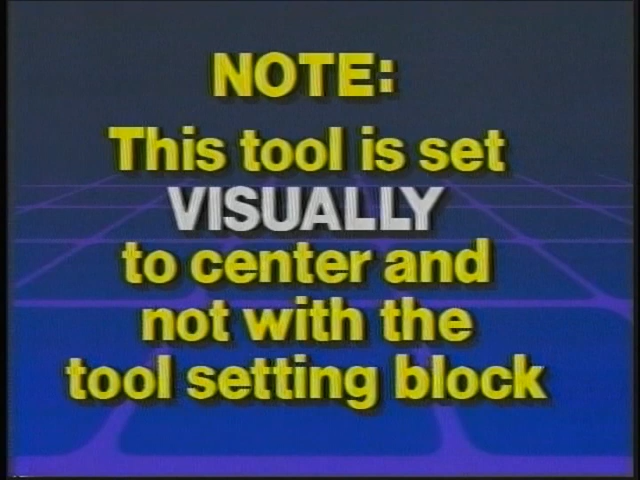 NOTE:
This tool is set
VISUALLY
to center and
not with the
tool setting block